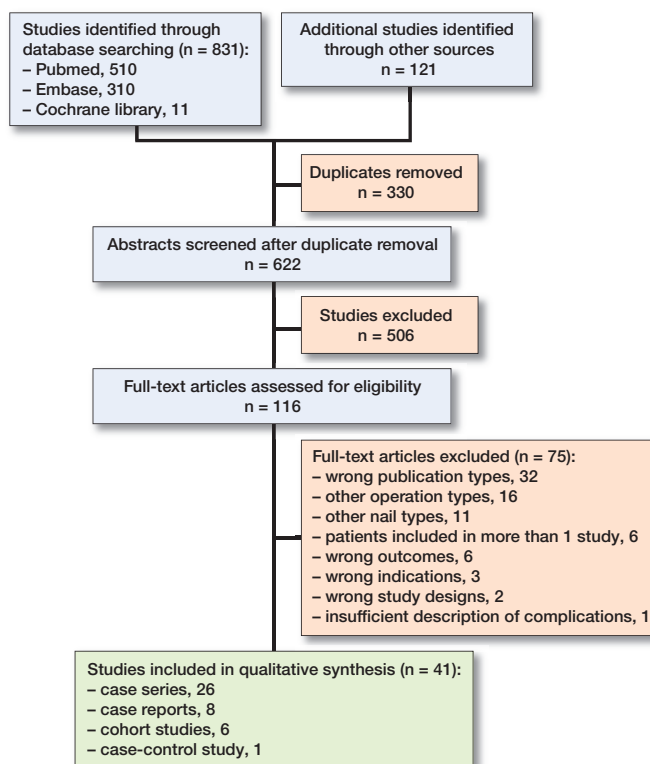 Studies identified through
database searching (n = 831):
– Pubmed, 510
– Embase, 310
– Cochrane library, 11
Additional studies identified
through other sources
n = 121
Duplicates removed
n = 330
Abstracts screened after duplicate removal
n = 622
Studies excluded
n = 506
Full-text articles assessed for eligibility
n = 116
Full-text articles excluded (n = 75):
– wrong publication types, 32
– other operation types, 16
– other nail types, 11
– patients included in more than 1 study, 6
– wrong outcomes, 6
– wrong indications, 3
– wrong study designs, 2
– insufficient description of complications, 1
Studies included in qualitative synthesis (n = 41):
– case series, 26
– case reports, 8
– cohort studies, 6
– case-control study, 1